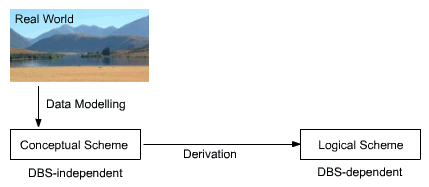 Real World
Data Modelling
Conceptual Scheme
Logical Scheme
Derivation
DBS-independent
DBS-dependent